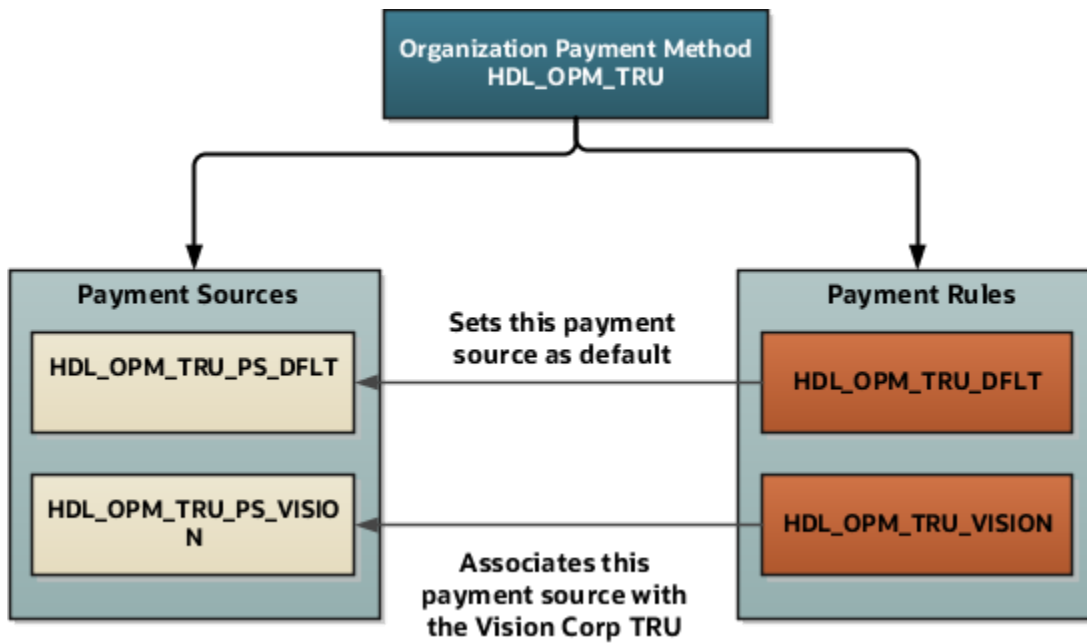 Organization Payment Method
HDL_OPM_TRU
Payment Sources
HDL_OPM_TRU_PS_DFLT
HDL_OPM_TRU_PS_VISIO
N
Sets this payment
source as default
Associates this
payment source with
the Vision Corp TRU
Payment Rules
HDL_OPM_TRU_DFLT
HDL_OPM_TRU_VISION